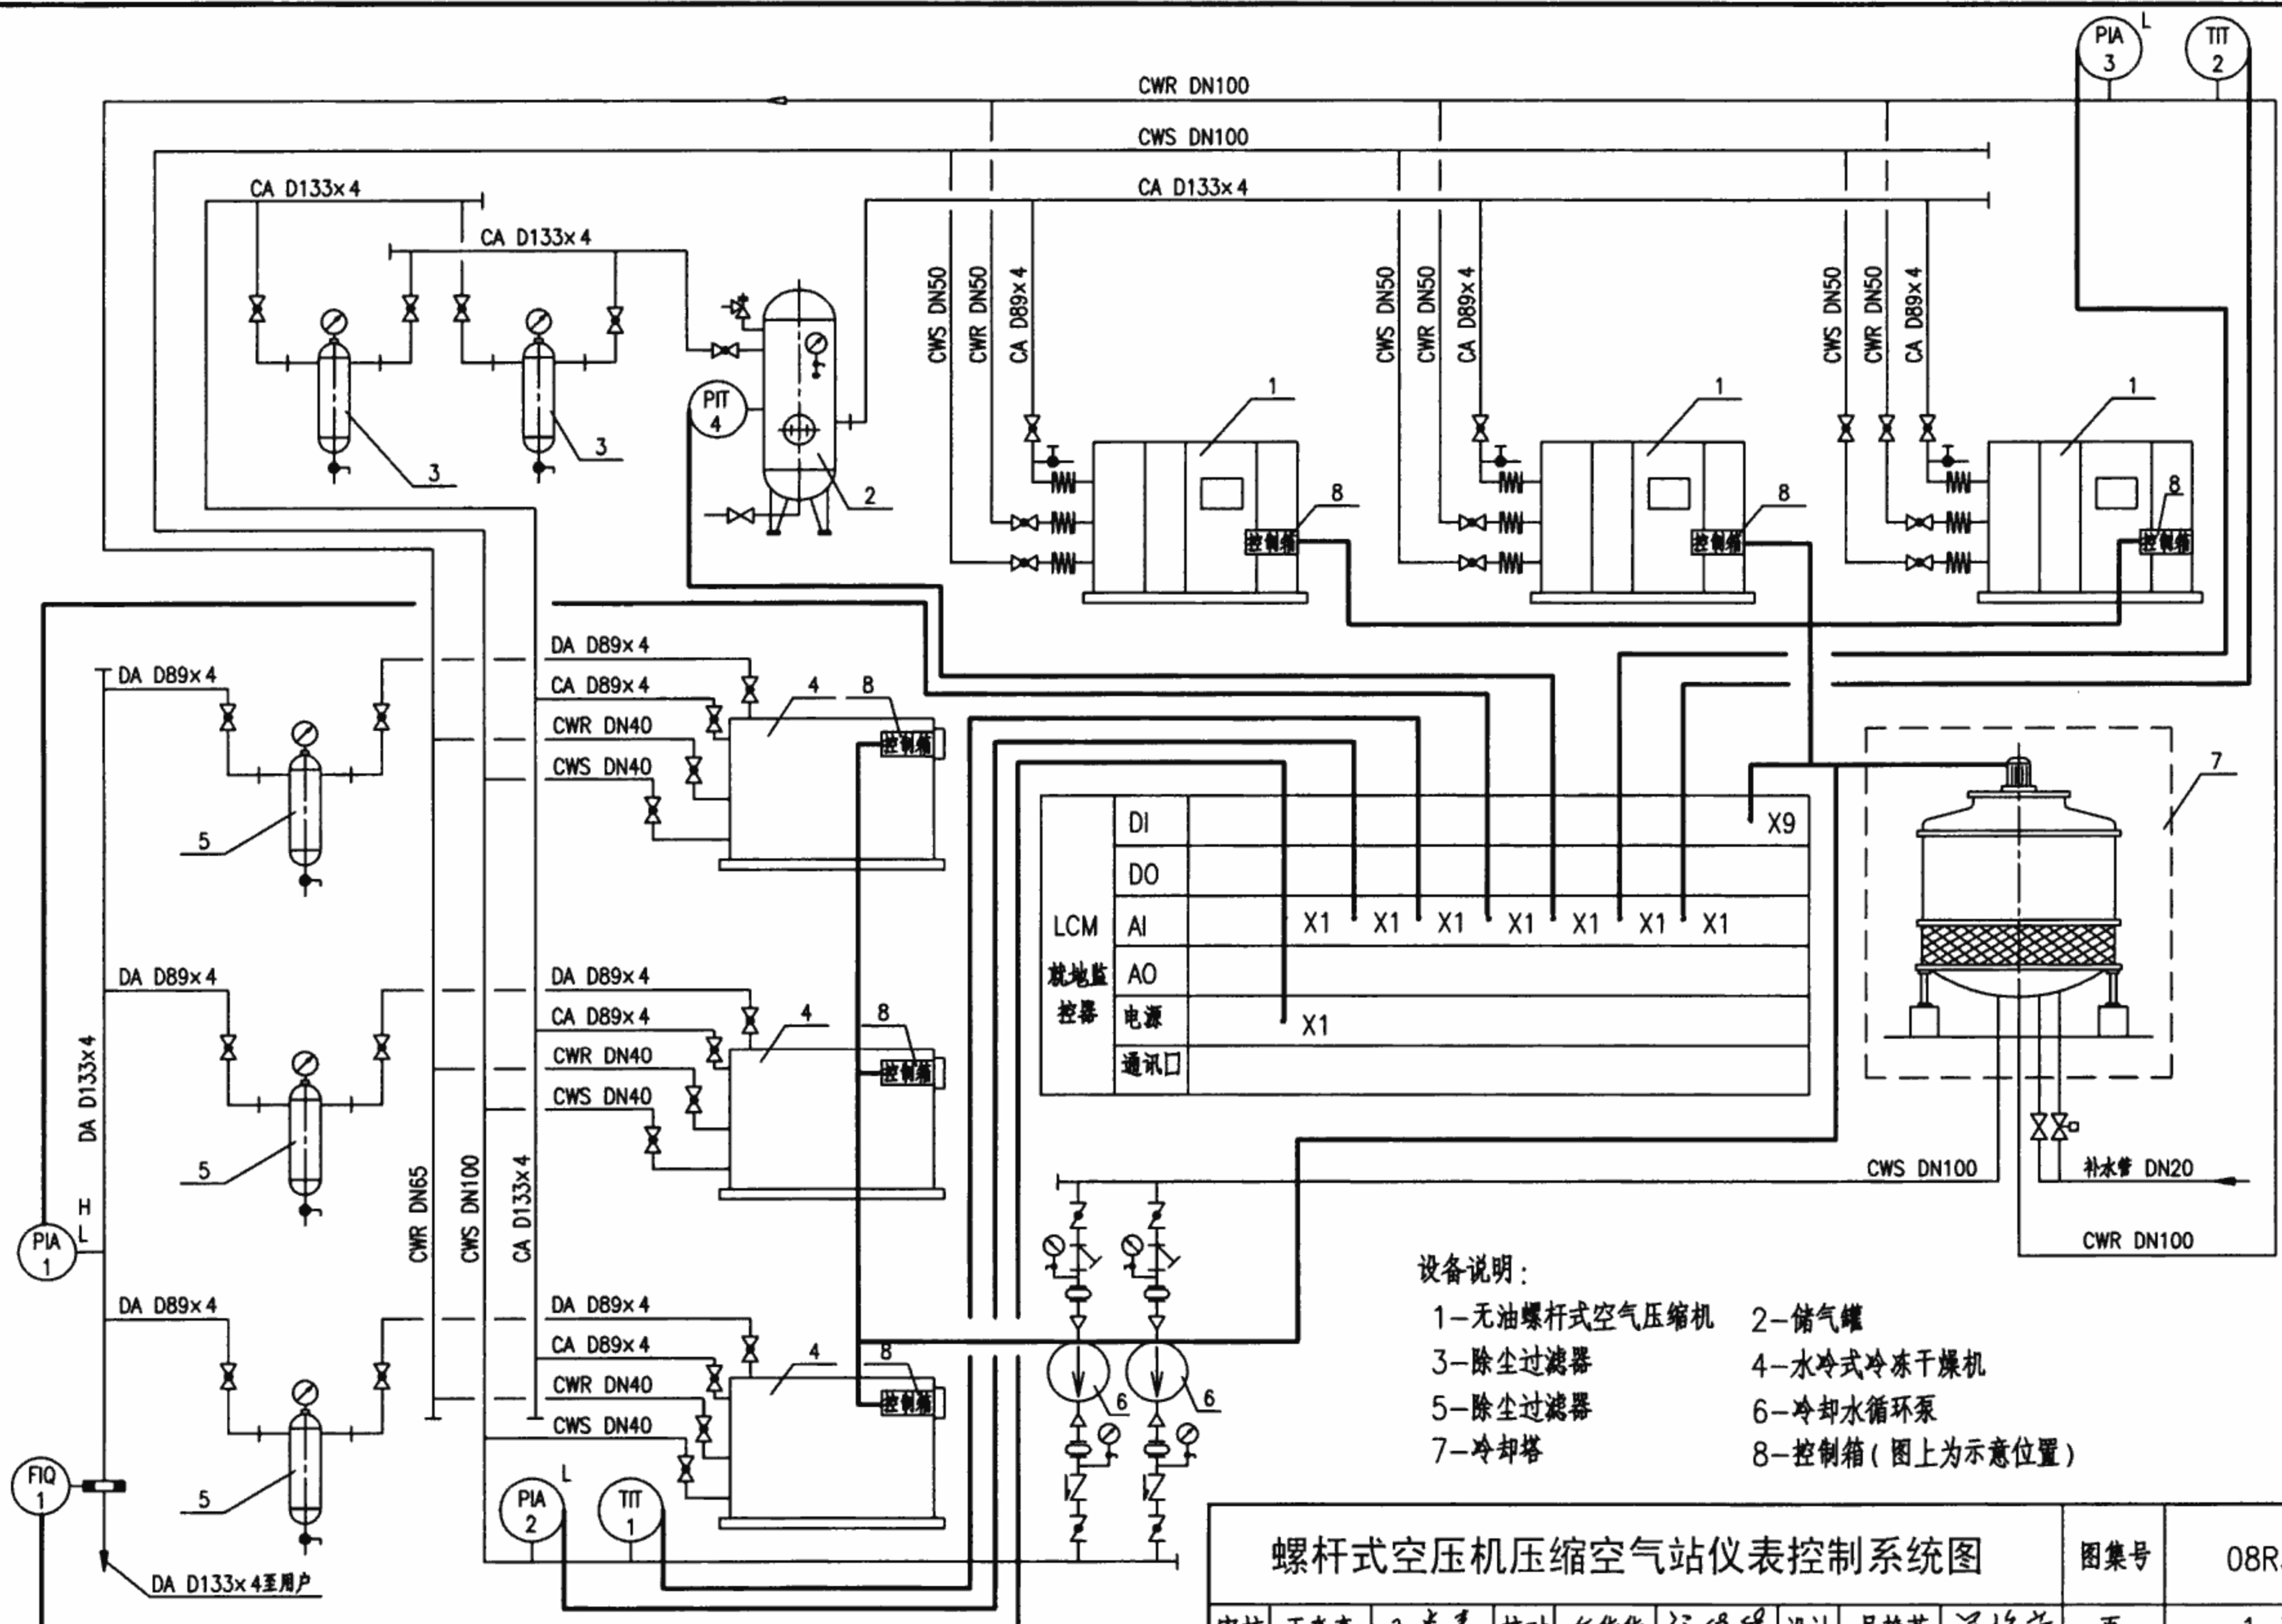 PIA 3 L
TIT 2
CWR DN100
CWS DN100
CA D133×4
CA D133×4
CA D133×4
CWS DN50
CWR DN50
CA D89×4
CWS DN50
CWR DN50
CA D89×4
CWS DN50
CWR DN50
CA D89×4
PIT 4
3
3
2
1
1
1
8
8
8
控制箱
控制箱
控制箱
DA D89×4
DA D89×4
CA D89×4
CWR DN40
CWS DN40
4
8
控制箱
5
7
LCM
就地监
控器
DI
X9
DO
AI
X1 X1 X1 X1 X1 X1 X1
AO
电源
X1
通讯口
DA D89×4
DA D89×4
CA D89×4
CWR DN40
CWS DN40
4
8
控制箱
5
DA D133×4
H
L
PIA 1
CWR DN65
CWS DN100
CA D133×4
CWS DN100
补水管 DN20
CWR DN100
DA D89×4
DA D89×4
CA D89×4
CWR DN40
CWS DN40
4
8
控制箱
5
6
6
FIQ 1
PIA 2 L
TIT 1
DA D133×4至用户
设备说明：
1—无油螺杆式空气压缩机 2—储气罐
3—除尘过滤器 4—水冷式冷冻干燥机
5—除尘过滤器 6—冷却水循环泵
7—冷却塔 8—控制箱(图上为示意位置)
螺杆式空压机压缩空气站仪表控制系统图
图集号
08R